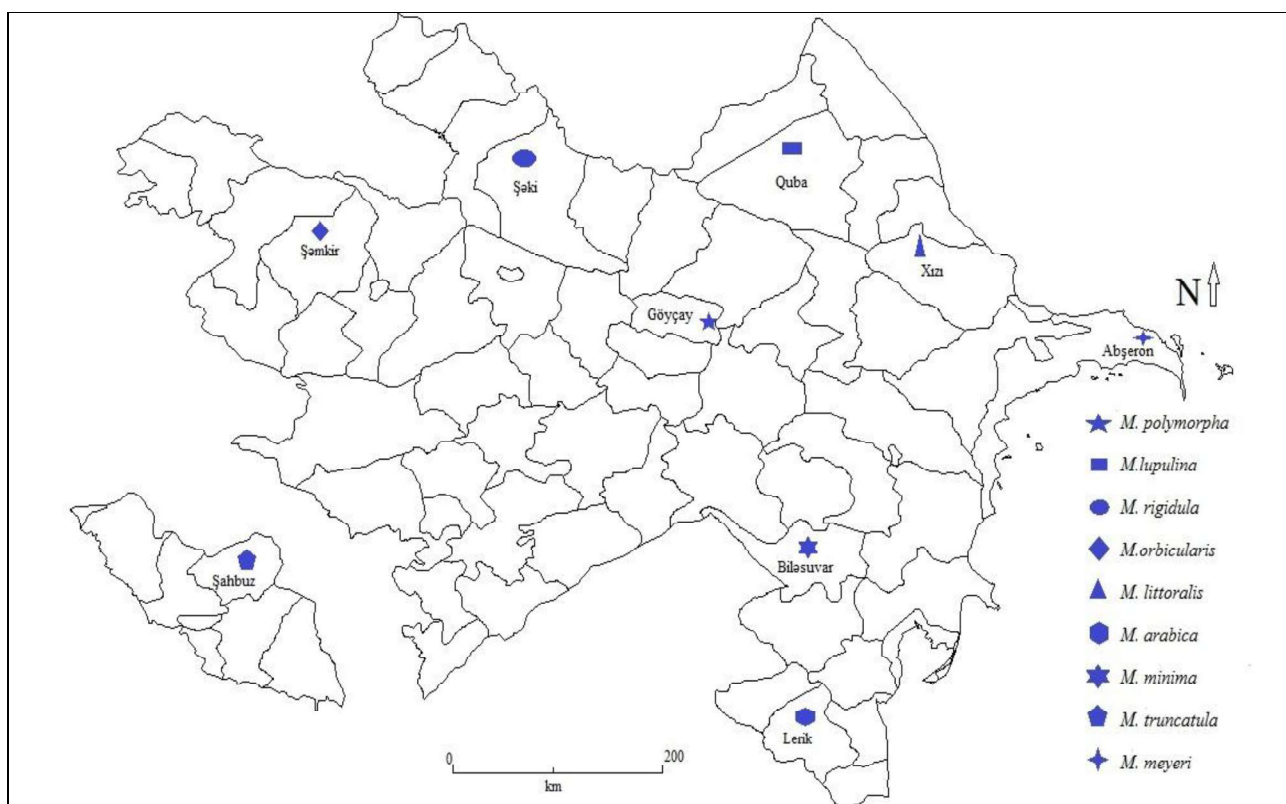 Şəki
Quba
Şəmkir
Xızı
N
Göyçay
Abşeron
M. polymorpha
M.lupulina
M. rigidula
M.orbicularis
Şahbuz
Biləsuvar
M. littoralis
M. arabica
M. minima
M. truncatula
Lerik
M. meyeri
0 200
km